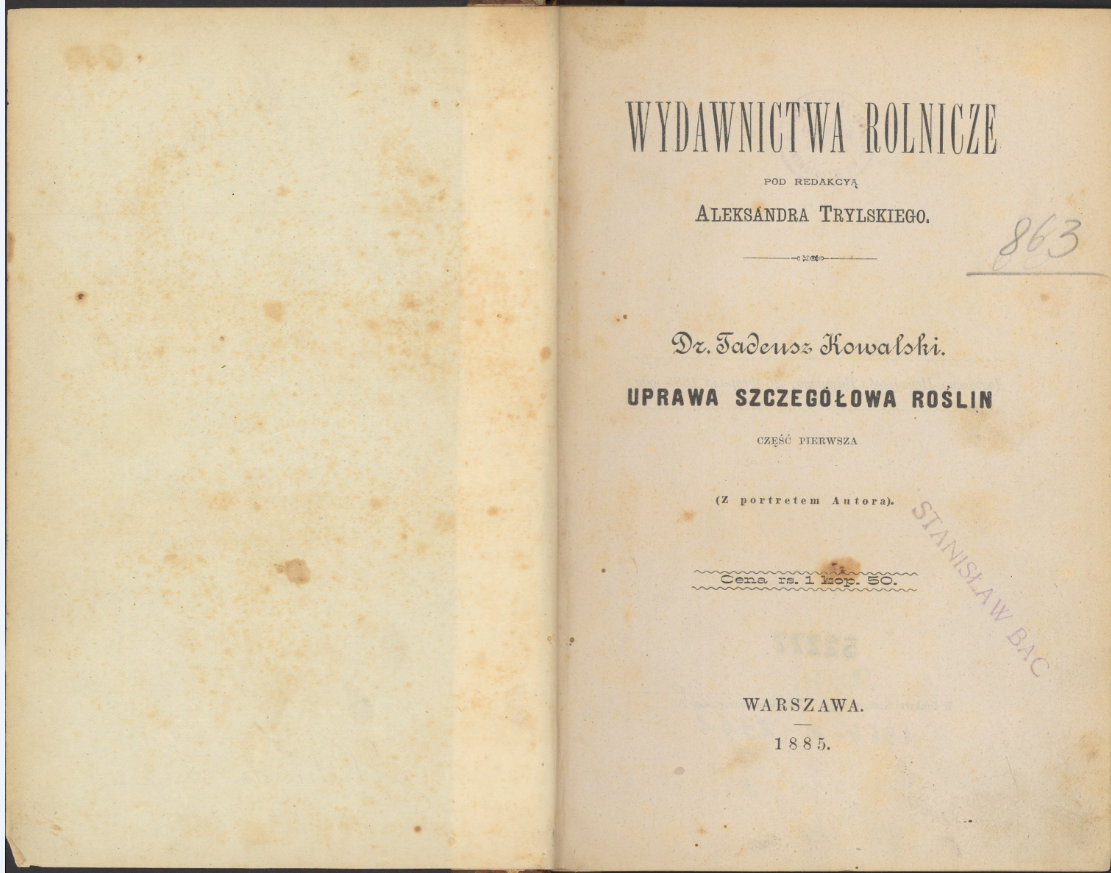 WYDAWNICTWA ROLNICZE
POD REDAKCYĄ
ALEKSANDRA TRYLSKIEGO.
863
Dr. Tadeusz Kowalski.
UPRAWA SZCZEGÓŁOWA ROŚLIN
CZĘŚĆ PIERWSZA
(Z portretem Autora).
Cena rs. 1 kop. 50.
STANISŁAW BAC
WARSZAWA.
1885.